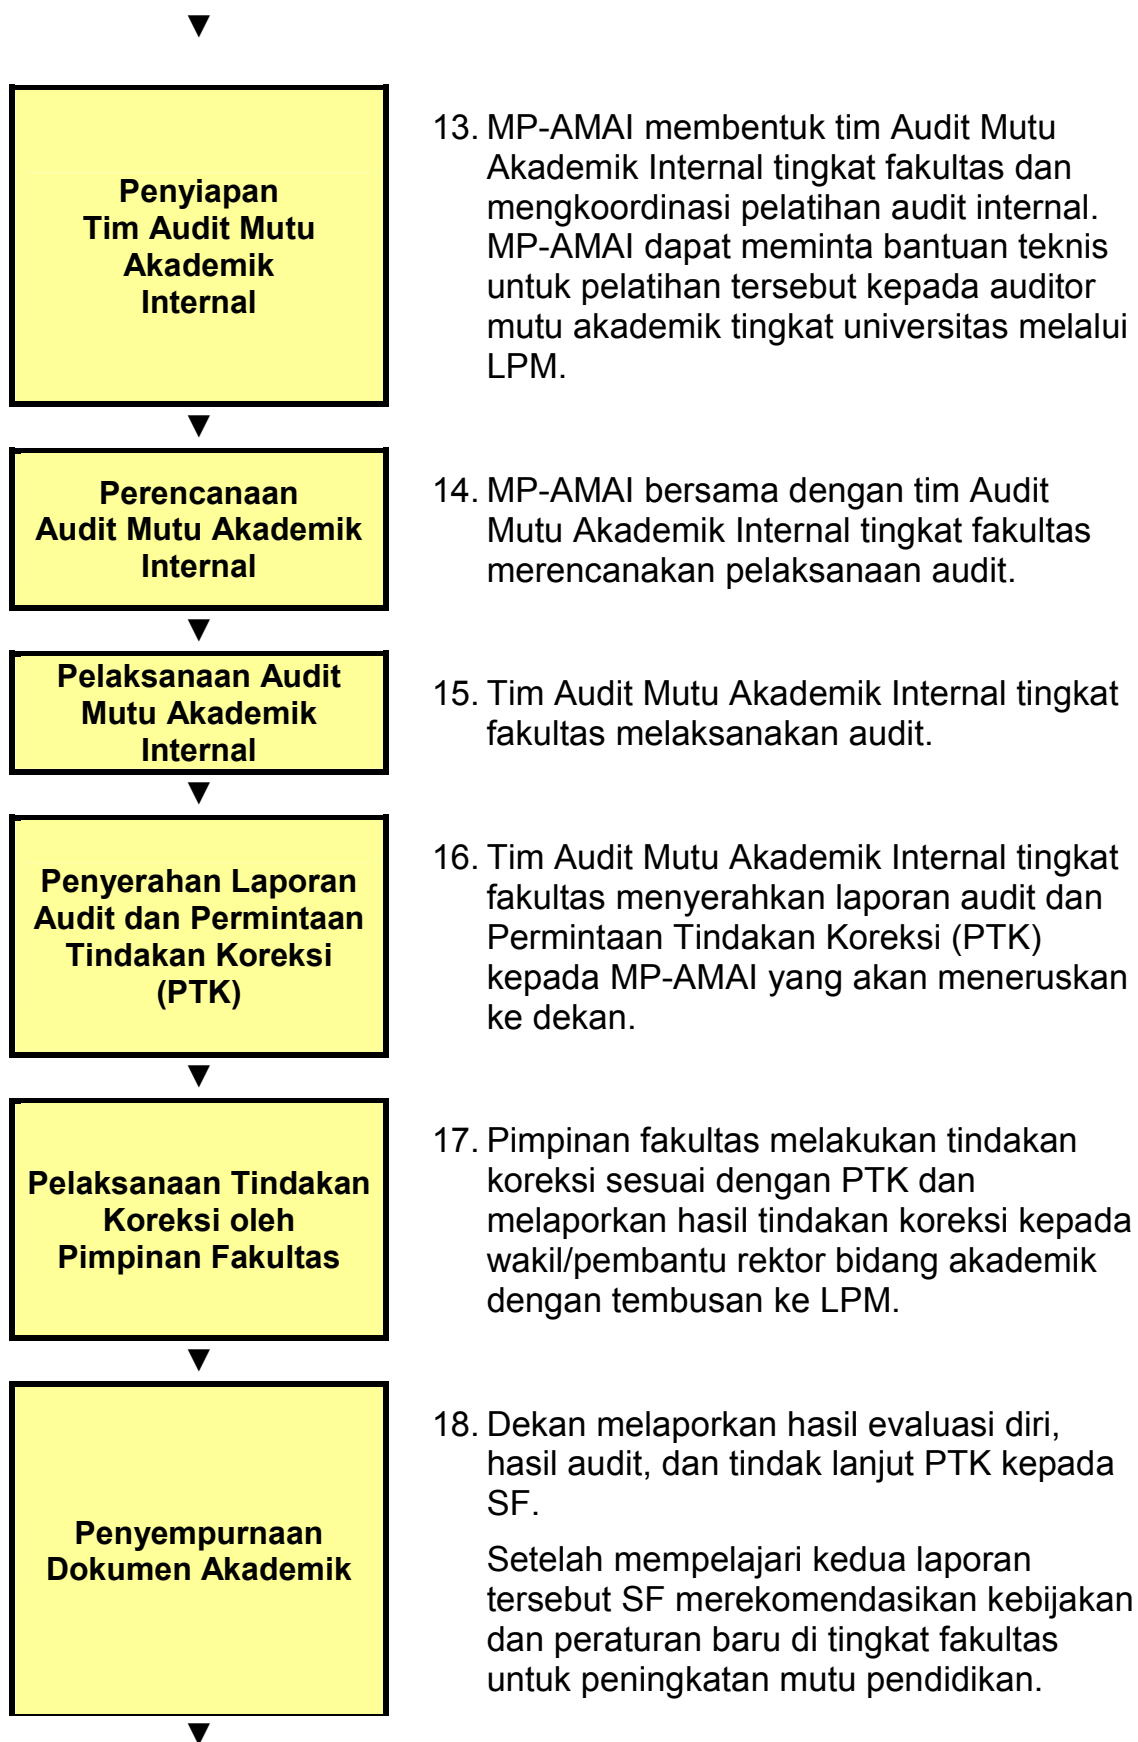 ▼
Penyiapan
Tim Audit Mutu
Akademik
Internal
13. MP-AMAI membentuk tim Audit Mutu
Akademik Internal tingkat fakultas dan
mengkoordinasi pelatihan audit internal.
MP-AMAI dapat meminta bantuan teknis
untuk pelatihan tersebut kepada auditor
mutu akademik tingkat universitas melalui
LPM.
▼
Perencanaan
Audit Mutu Akademik
Internal
14. MP-AMAI bersama dengan tim Audit
Mutu Akademik Internal tingkat fakultas
merencanakan pelaksanaan audit.
▼
Pelaksanaan Audit
Mutu Akademik
Internal
15. Tim Audit Mutu Akademik Internal tingkat
fakultas melaksanakan audit.
▼
Penyerahan Laporan
Audit dan Permintaan
Tindakan Koreksi
(PTK)
16. Tim Audit Mutu Akademik Internal tingkat
fakultas menyerahkan laporan audit dan
Permintaan Tindakan Koreksi (PTK)
kepada MP-AMAI yang akan meneruskan
ke dekan.
▼
Pelaksanaan Tindakan
Koreksi oleh
Pimpinan Fakultas
17. Pimpinan fakultas melakukan tindakan
koreksi sesuai dengan PTK dan
melaporkan hasil tindakan koreksi kepada
wakil/pembantu rektor bidang akademik
dengan tembusan ke LPM.
▼
Penyempurnaan
Dokumen Akademik
18. Dekan melaporkan hasil evaluasi diri,
hasil audit, dan tindak lanjut PTK kepada
SF.
Setelah mempelajari kedua laporan
tersebut SF merekomendasikan kebijakan
dan peraturan baru di tingkat fakultas
untuk peningkatan mutu pendidikan.
▼